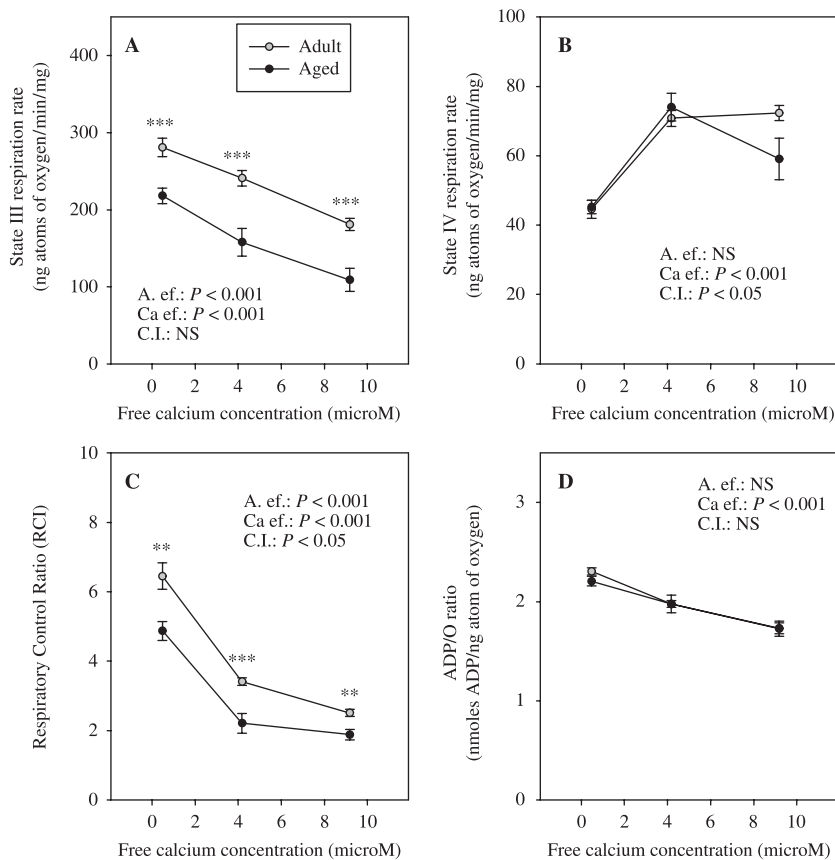 A
Adult
Aged
State III respiration rate
(ng atoms of oxygen/min/mg)
450
300
200
100
0
***
***
***
A. ef.: P < 0.001
Ca ef.: P < 0.001
C.I.: NS
0 2 4 6 8 10
Free calcium concentration (microM)
B
State IV respiration rate
(ng atoms of oxygen/min/mg)
100
80
60
40
20
0
A. ef.: NS
Ca ef.: P < 0.001
C.I.: P < 0.05
0 2 4 6 8 10
Free calcium concentration (microM)
C
Respiratory Control Ratio (RCI)
10
8
6
4
2
0
A. ef.: P < 0.001
Ca ef.: P < 0.001
C.I.: P < 0.05
**
***
**
0 2 4 6 8 10
Free calcium concentration (microM)
D
ADP/O ratio
(nmoles ADP/ng atom of oxygen)
3
2
1
0
A. ef.: NS
Ca ef.: P < 0.001
C.I.: NS
0 2 4 6 8 10
Free calcium concentration (microM)